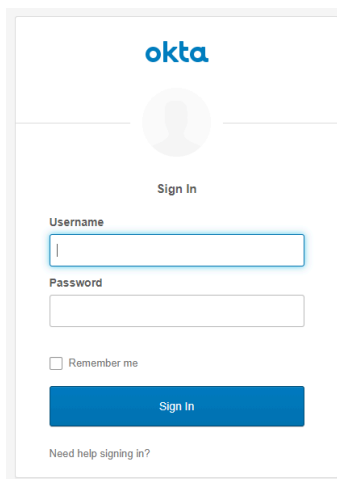 okta
Sign In
Username
Password
Remember me
Sign In
Need help signing in?